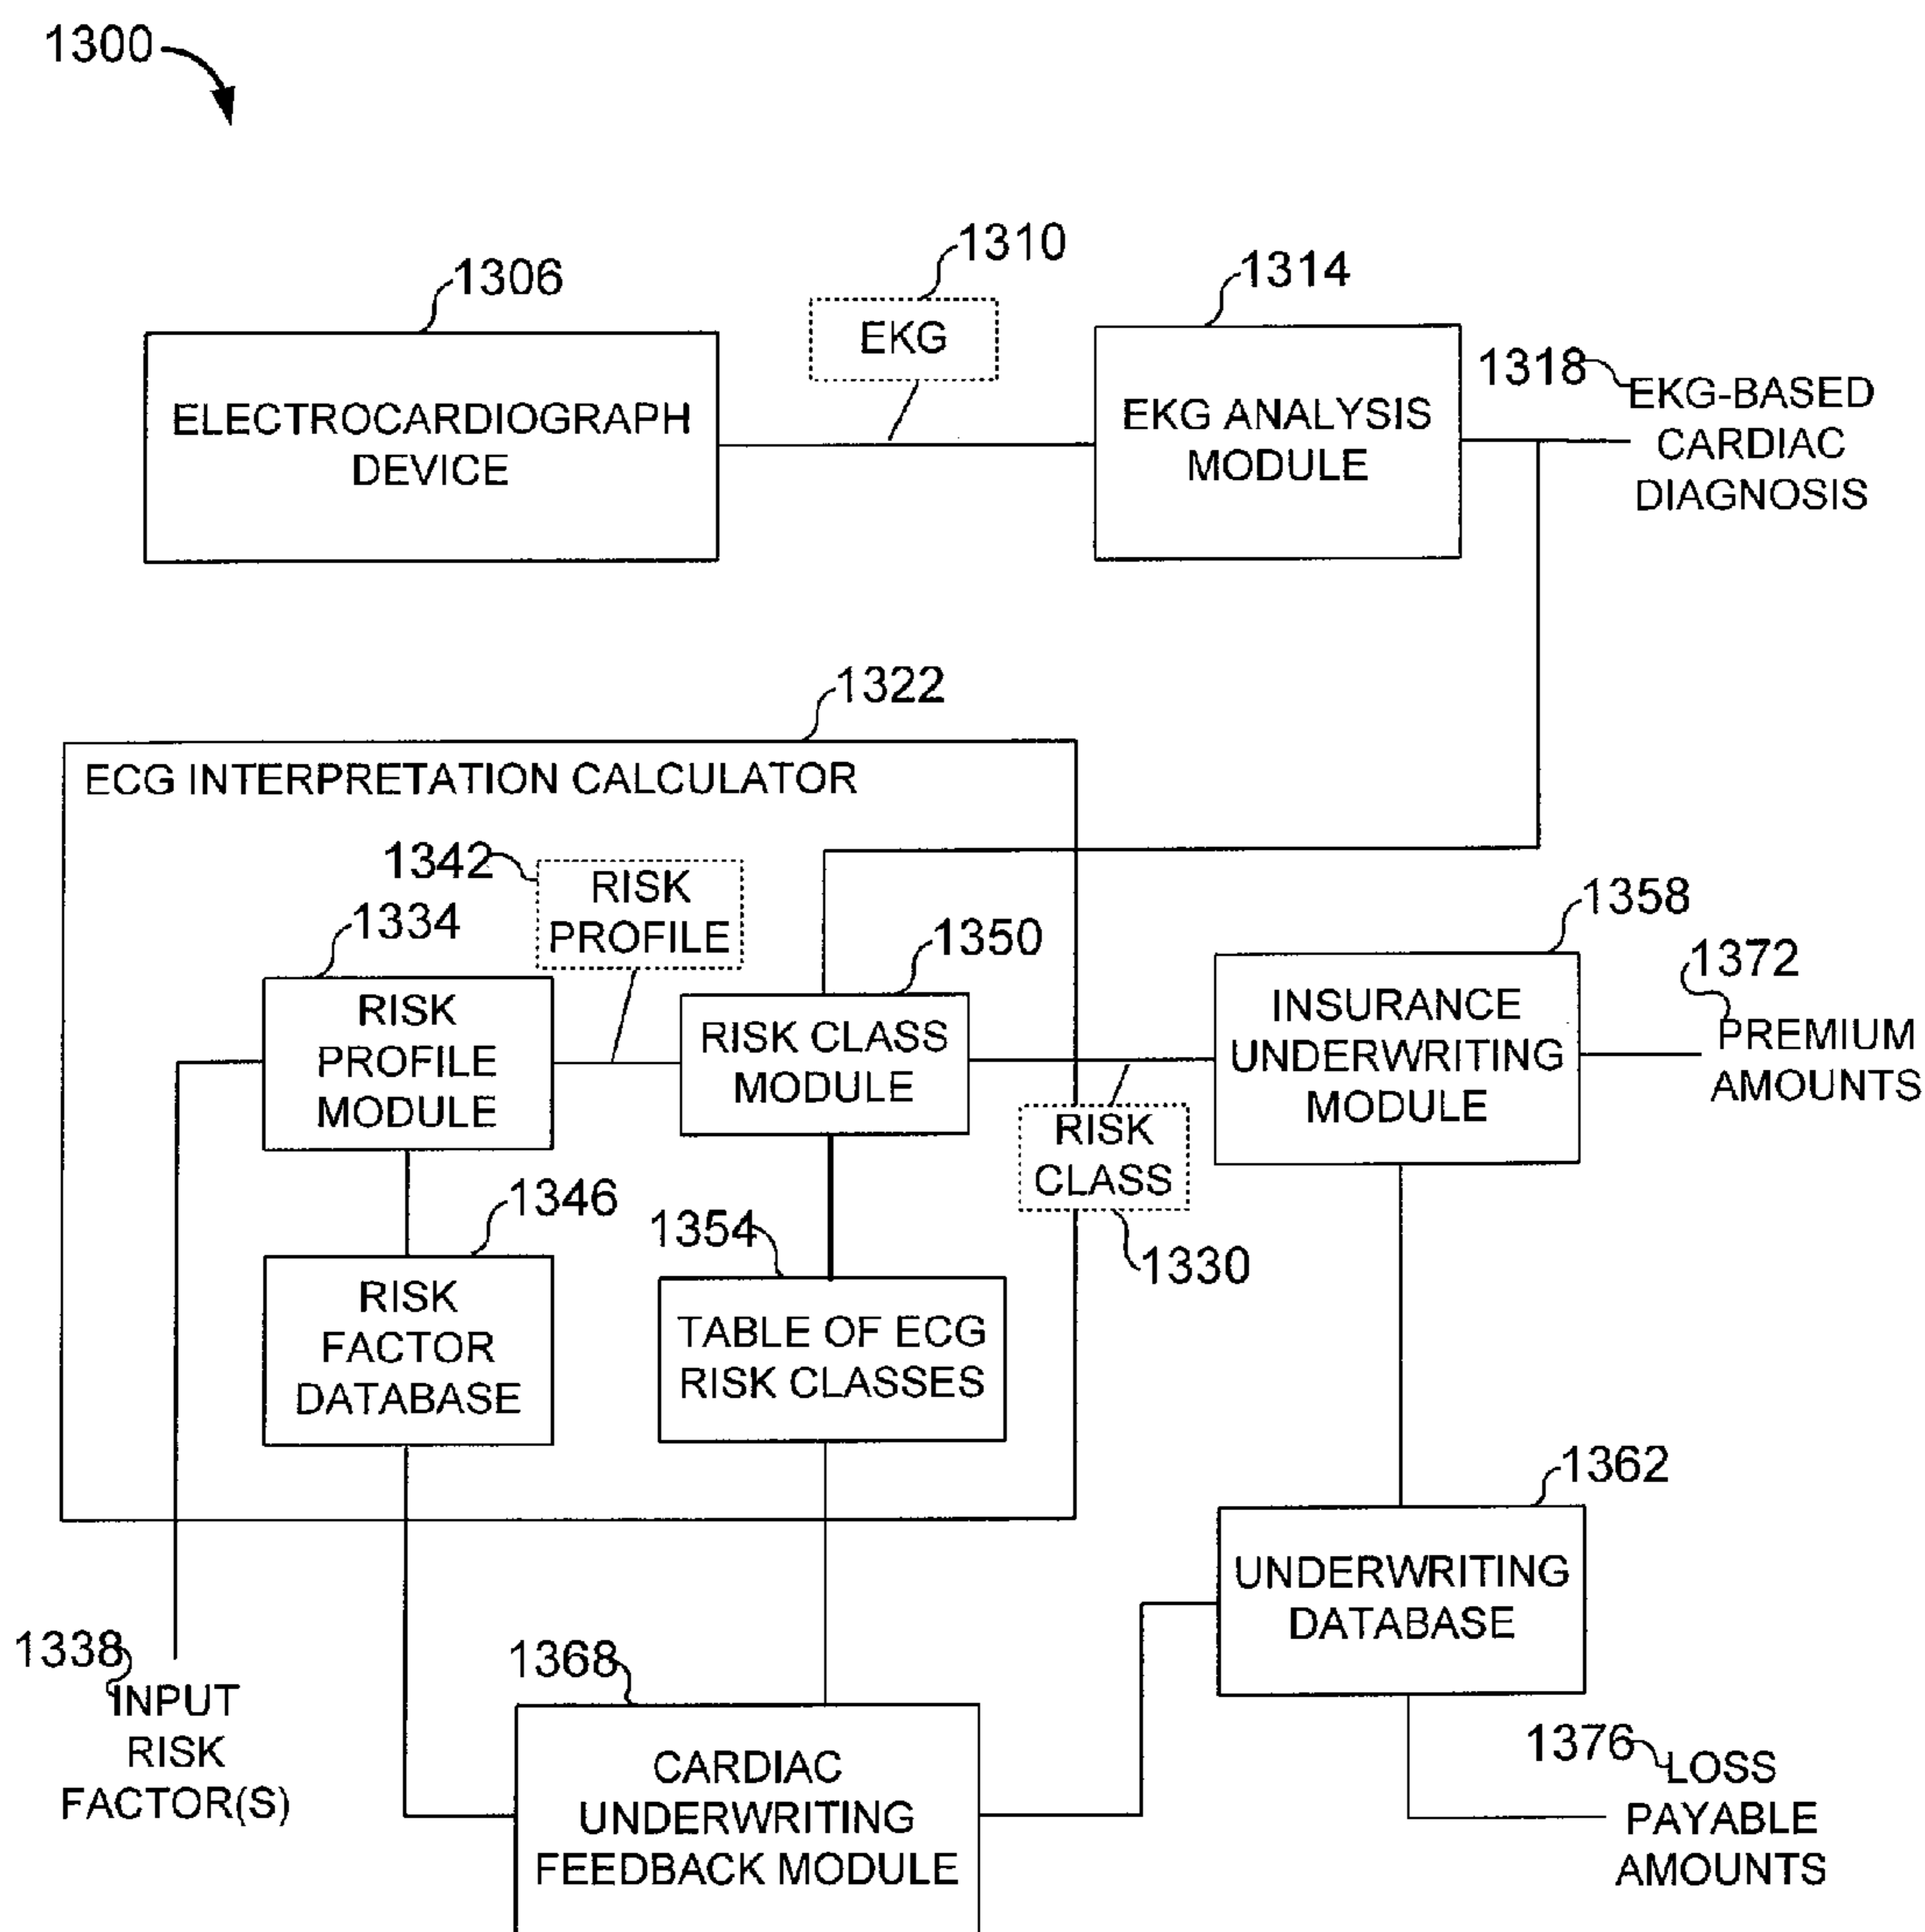 1300
1306
1310
1314
EKG
1318
ELECTROCARDIOGRAPH
DEVICE
EKG ANALYSIS
MODULE
EKG-BASED
CARDIAC
DIAGNOSIS
1322
ECG INTERPRETATION CALCULATOR
1342
RISK
PROFILE
1334
1350
1358
1372
RISK
PROFILE
MODULE
RISK CLASS
MODULE
INSURANCE
UNDERWRITING
MODULE
PREMIUM
AMOUNTS
RISK
CLASS
1330
1346
1354
RISK
FACTOR
DATABASE
TABLE OF ECG
RISK CLASSES
1362
UNDERWRITING
DATABASE
1338
INPUT
RISK
FACTOR(S)
1368
CARDIAC
UNDERWRITING
FEEDBACK MODULE
1376
LOSS
PAYABLE
AMOUNTS